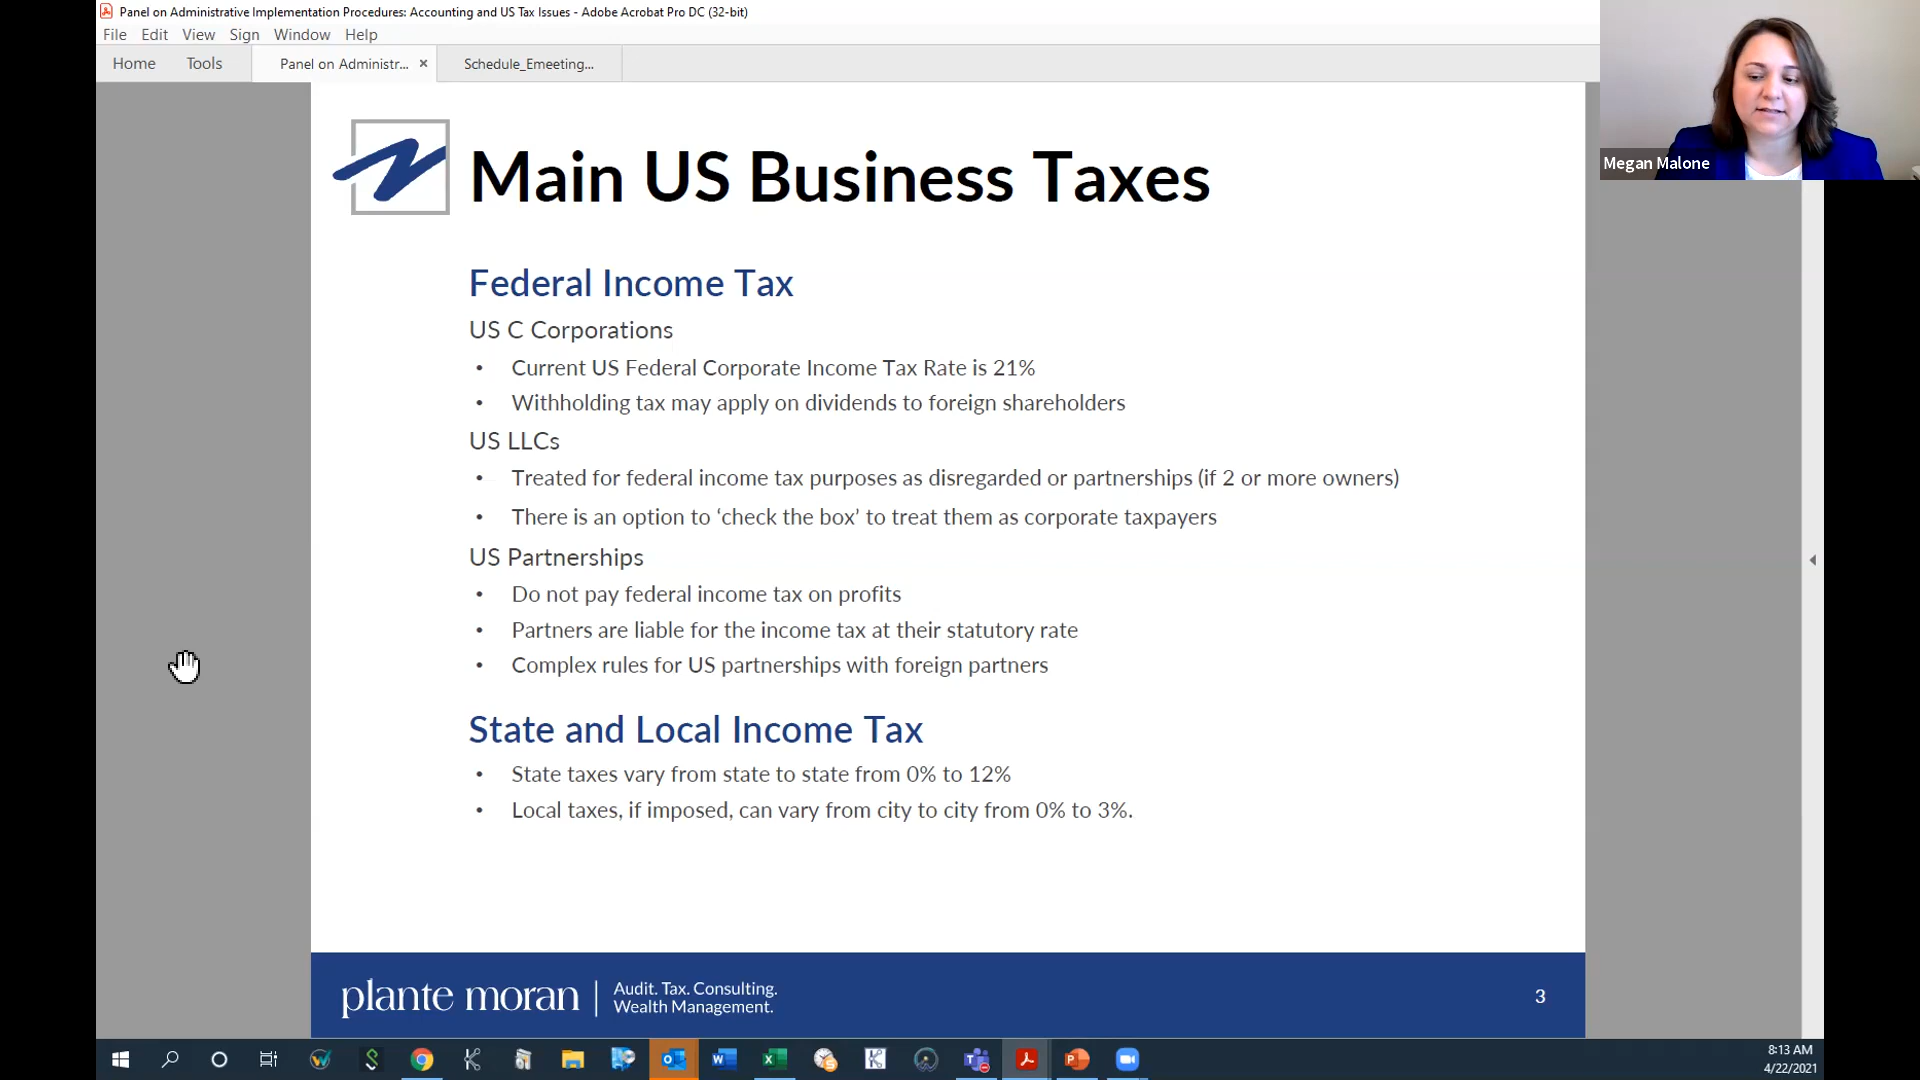 Panel on Administrative Implementation Procedures: Accounting and US Tax Issues - Adobe Acrobat Pro DC (32-bit)
File Edit View Sign Window Help
Home Tools Panel on Administr... × Schedule_Emeeting...
Megan Malone
Main US Business Taxes
Federal Income Tax
US C Corporations
• Current US Federal Corporate Income Tax Rate is 21%
• Withholding tax may apply on dividends to foreign shareholders
US LLCs
• Treated for federal income tax purposes as disregarded or partnerships (if 2 or more owners)
• There is an option to ‘check the box’ to treat them as corporate taxpayers
US Partnerships
• Do not pay federal income tax on profits
• Partners are liable for the income tax at their statutory rate
• Complex rules for US partnerships with foreign partners
State and Local Income Tax
• State taxes vary from state to state from 0% to 12%
• Local taxes, if imposed, can vary from city to city from 0% to 3%.
plante moran
Audit. Tax. Consulting.
Wealth Management.
3
8:13 AM
4/22/2021